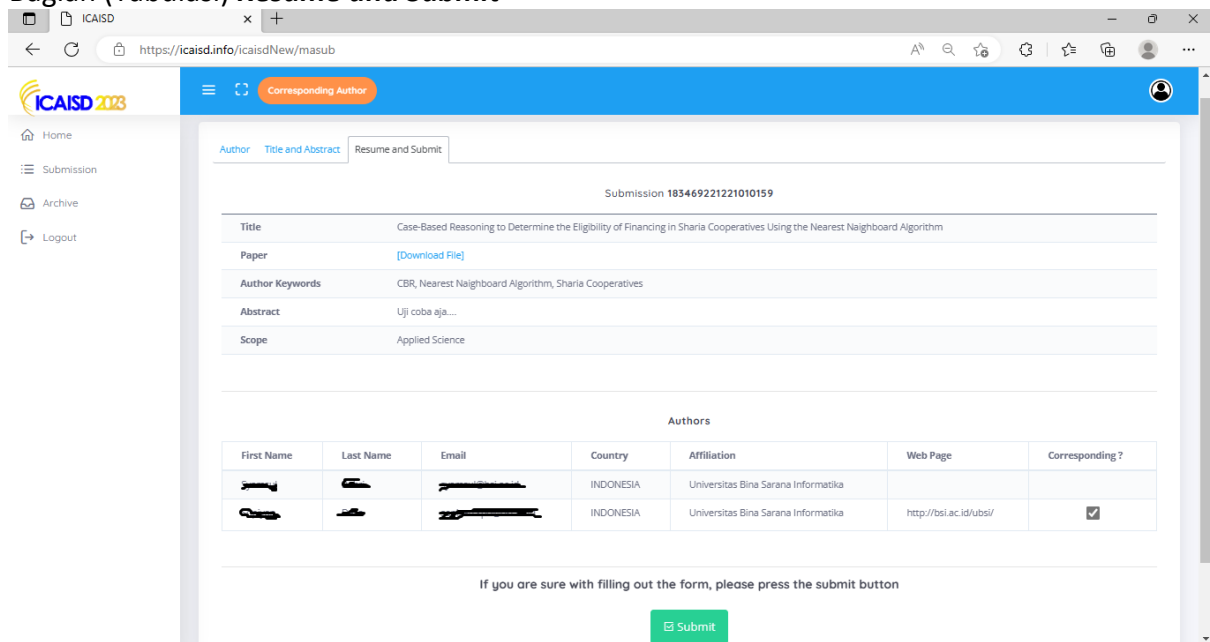 Bagian (Tabulasi) Resume and Submit
ICAISD
https://icaisd.info/icaisdNew/masub
ICAISD 2023
Corresponding Author
Home
Submission
Archive
Logout
Author Title and Abstract Resume and Submit
Submission 183469221221010159
Title Case-Based Reasoning to Determine the Eligibility of Financing in Sharia Cooperatives Using the Nearest Naighboard Algorithm
Paper [Download File]
Author Keywords CBR, Nearest Naighboard Algorithm, Sharia Cooperatives
Abstract Uji coba aja....
Scope Applied Science
Authors
First Name Last Name Email Country Affiliation Web Page Corresponding ?
INDONESIA Universitas Bina Sarana Informatika
INDONESIA Universitas Bina Sarana Informatika http://bsi.ac.id/ubsi/
If you are sure with filling out the form, please press the submit button
Submit